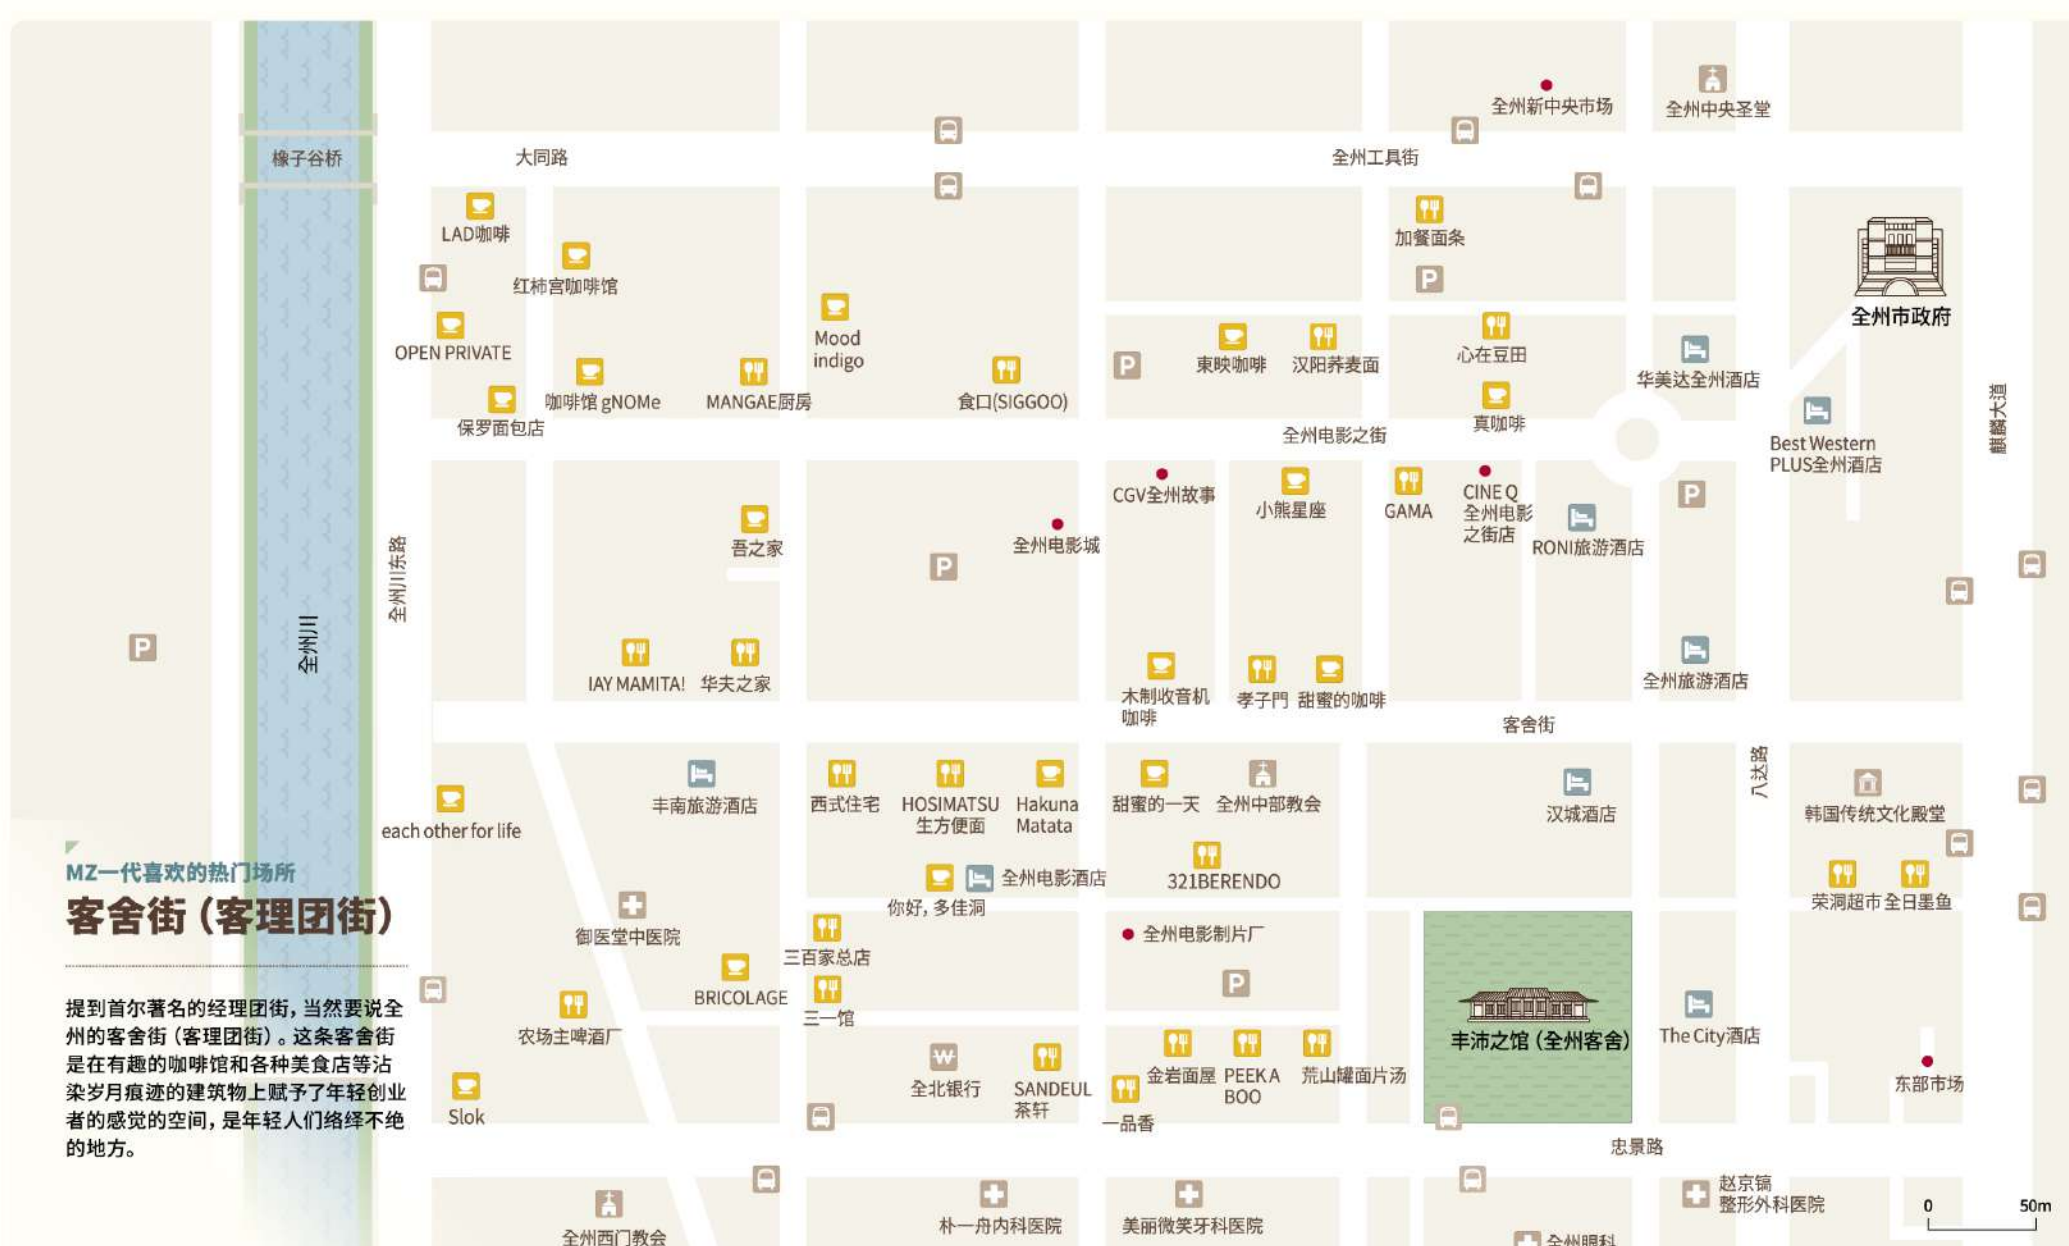 全州新中央市场
全州中央圣堂
橡子谷桥
大同路
全州工具街
LAD咖啡
加餐面条
P
红柿宫咖啡馆
全州市政府
OPEN PRIVATE
Mood
indigo
東映咖啡
汉阳荞麦面
心在豆田
P
华美达全州酒店
咖啡馆 gNOMe
MANGAE厨房
食口(SIGGOO)
保罗面包店
真咖啡
全州电影之街
麒麟大道
Best Western
PLUS全州酒店
CGV全州故事
小熊星座
GAMA
CINE Q
全州电影
之街店
P
吾之家
全州电影城
RONI旅游酒店
P
全州川东路
全州川
P
IAY MAMITA!
华夫之家
木制收音机
咖啡
孝子門
甜蜜的咖啡
全州旅游酒店
客舍街
八达路
丰南旅游酒店
西式住宅
HOSIMATSU
生方便面
Hakuna
Matata
甜蜜的一天
全州中部教会
汉城酒店
韩国传统文化殿堂
each other for life
MZ一代喜欢的热门场所
客舍街（客理团街）
提到首尔著名的经理团街，当然要说全
州的客舍街（客理团街）。这条客舍街
是在有趣的咖啡馆和各种美食店等沾
染岁月痕迹的建筑物上赋予了年轻创业
者的感觉的空间，是年轻人们络绎不绝
的地方。
全州电影酒店
321BERENDO
你好，多佳洞
荣洞超市
全日墨鱼
御医堂中医院
三百家总店
全州电影制片厂
P
BRICOLAGE
三一馆
农场主啤酒厂
丰沛之馆（全州客舍）
The City酒店
₩
全北银行
SANDEUL
茶轩
金岩面屋
PEEKA
BOO
荒山罐面片汤
东部市场
Slok
一品香
忠景路
全州西门教会
朴一舟内科医院
美丽微笑牙科医院
赵京镐
整形外科医院
全州眼科
0
50m